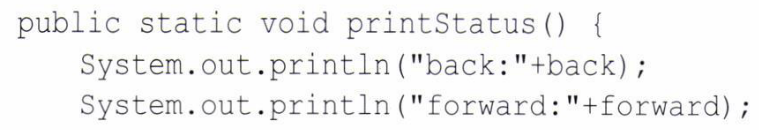 public static void printStatus() {
    System.out.println("back:"+back);
    System.out.println("forward:"+forward);